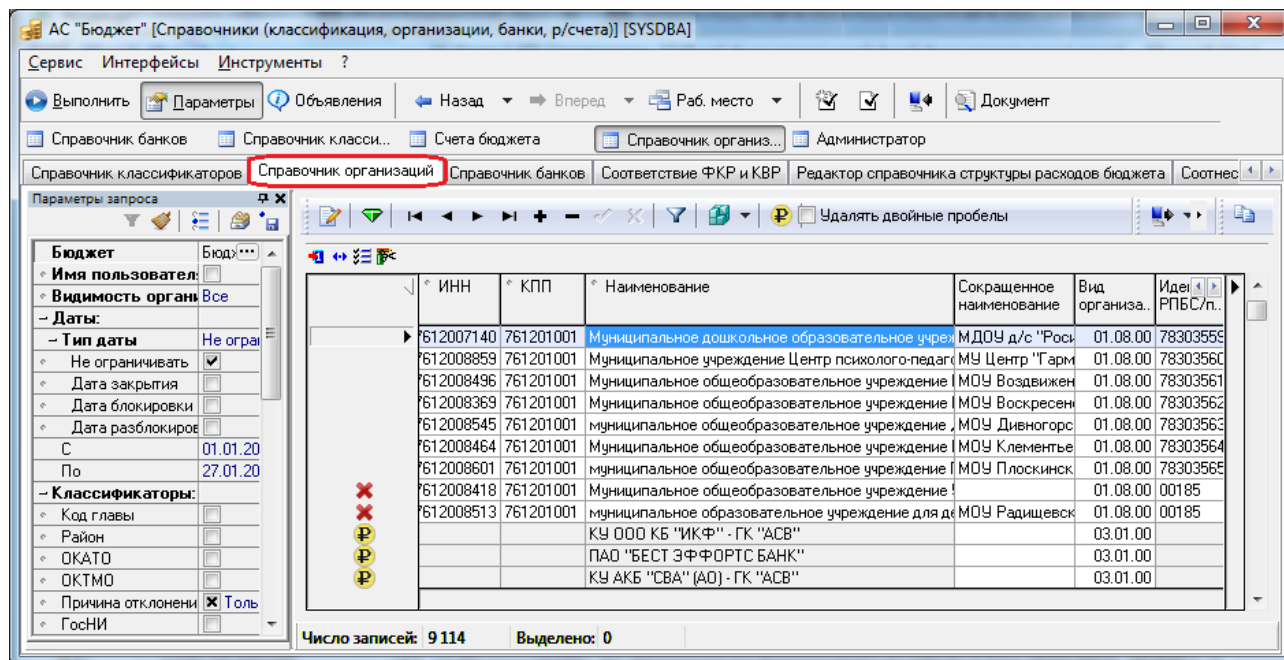 АС "Бюджет" [Справочники (классификация, организации, банки, р/счета)] [SYSDBA]
Сервис Интерфейсы Инструменты ?
Выполнить Параметры Объявления Назад Вперед Раб. место Документ
Справочник банков Справочник класси... Счета бюджета Справочник организ... Администратор
Справочник классификаторов Справочник организаций Справочник банков Соответствие ФКР и КВР Редактор справочника структуры расходов бюджета Соотнес
Параметры запроса
Удалять двойные пробелы
Бюджет Бюдж
Имя пользовател
Видимость органи Все
Даты:
Тип даты Не ограi
Не ограничивать
Дата закрытия
Дата блокировки
Дата разблокиров
С 01.01.20
По 27.01.20
Классификаторы:
Код главы
Район
ОКАТО
ОКТМО
Причина отклонени Толь
ГосНИ
ИНН КПП Наименование Сокращенное наименование Вид организа.. Иден РПБС/п..
7612007140 761201001 Муниципальное дошкольное образовательное учреж МДОУ д/с "Роси 01.08.00 78303559
7612008859 761201001 Муниципальное учреждение Центр психолого-педаго МУ Центр "Гарм 01.08.00 7830356
7612008496 761201001 Муниципальное общеобразовательное учреждение МОУ Воздвижен 01.08.00 78303561
7612008369 761201001 Муниципальное общеобразовательное учреждение МОУ Воскресен 01.08.00 78303562
7612008545 761201001 муниципальное общеобразовательное учреждение МОУ Дивногорс 01.08.00 78303563
7612008464 761201001 Муниципальное общеобразовательное учреждение МОУ Клементье 01.08.00 78303564
7612008601 761201001 муниципальное общеобразовательное учреждение МОУ Плоскинск 01.08.00 78303565
7612008418 761201001 Муниципальное общеобразовательное учреждение 01.08.00 00185
7612008513 761201001 муниципальное образовательное учреждение для де МОУ Радищевск 01.08.00 00185
КУ ООО КБ "ИКФ" - ГК "АСВ" 03.01.00
ПАО "БЕСТ ЭФФОРТС БАНК" 03.01.00
КУ АКБ "СВА" (АО) - ГК "АСВ" 03.01.00
Число записей: 9 114 Выделено: 0